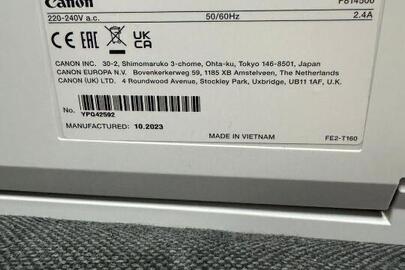 Canon F814500
220-240V a.c. 50/60Hz 2.4A
CE EAC UK CA
CANON INC. 30-2, Shimomaruko 3-chome, Ohta-ku, Tokyo 146-8501, Japan
CANON EUROPA N.V. Bovenkerkerweg 59, 1185 XB Amstelveen, The Netherlands
CANON (UK) LTD. 4 Roundwood Avenue, Stockley Park, Uxbridge, UB11 1AF, U.K.
No.
YPQ42592
MANUFACTURED: 10.2023
MADE IN VIETNAM FE2-T160